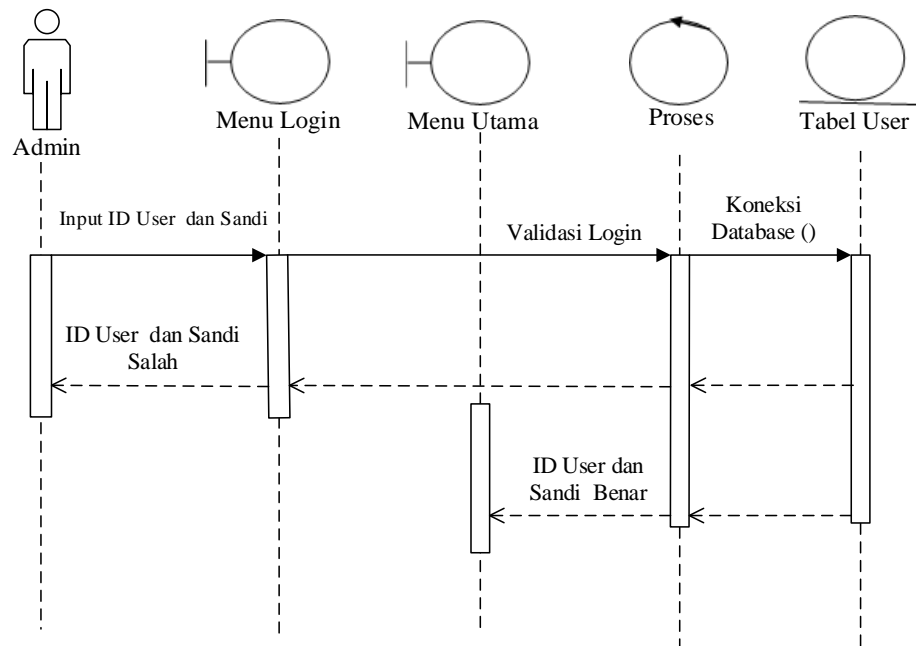 Admin
Menu Login
Menu Utama
Proses
Tabel User
Input ID User dan Sandi
Validasi Login
Koneksi
Database ()
ID User dan Sandi
Salah
ID User dan
Sandi Benar